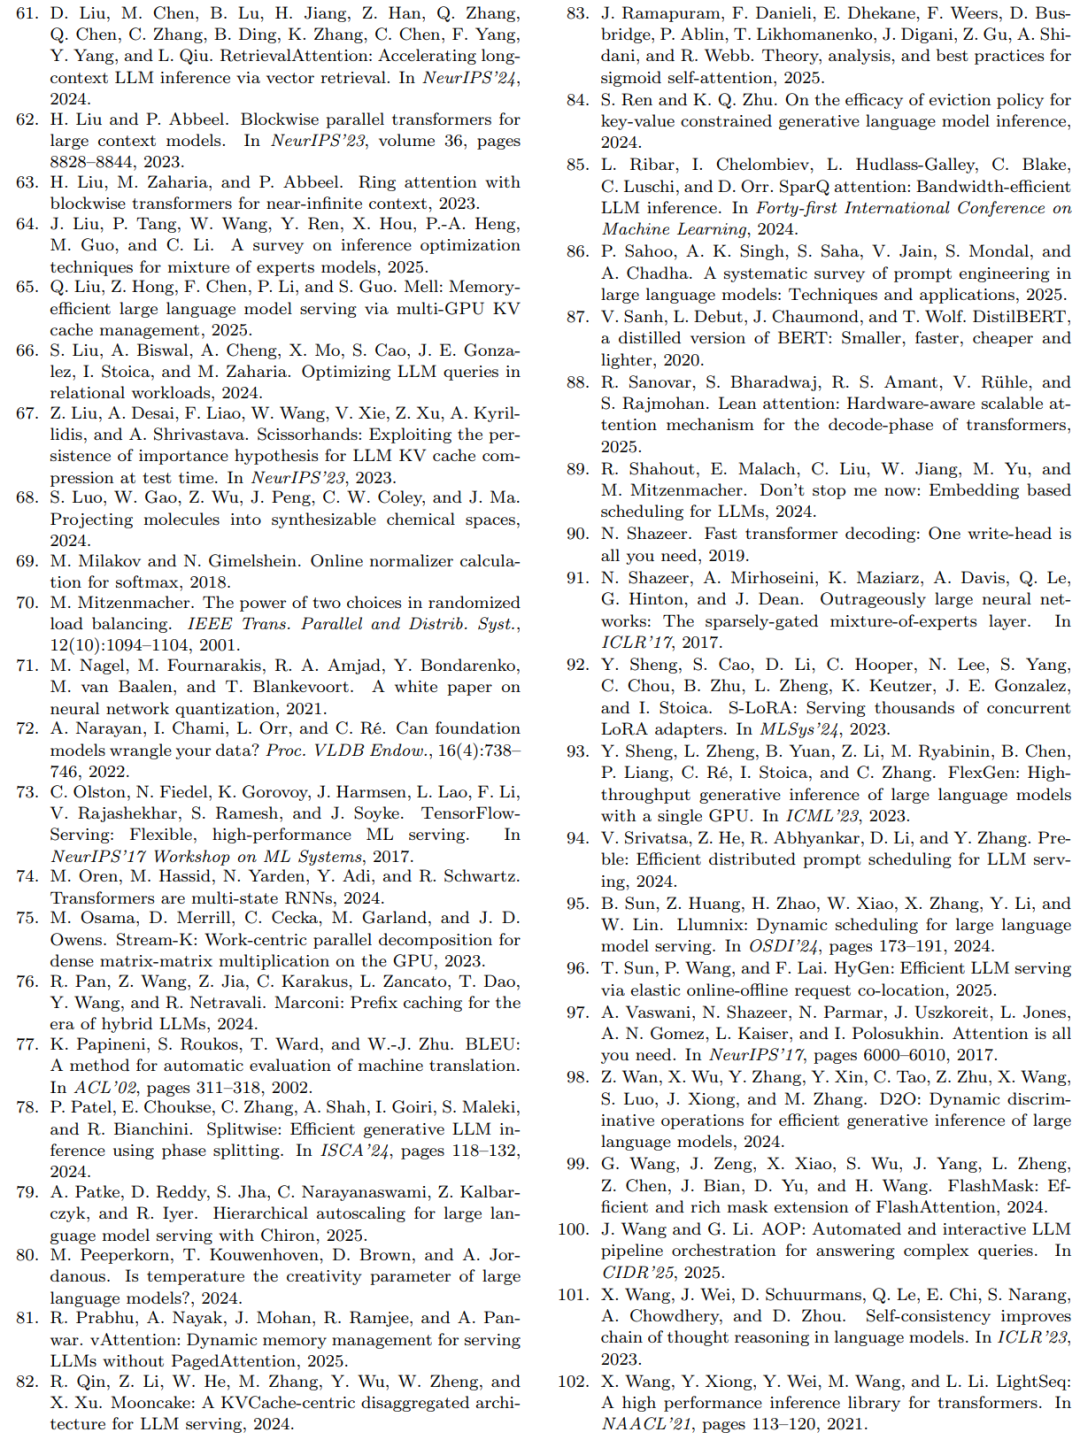 61. D. Liu, M. Chen, B. Lu, H. Jiang, Z. Han, Q. Zhang,
Q. Chen, C. Zhang, B. Ding, K. Zhang, C. Chen, F. Yang,
Y. Yang, and L. Qiu. RetrievalAttention: Accelerating long-
context LLM inference via vector retrieval. In NeurIPS'24,
2024.
62. H. Liu and P. Abbeel. Blockwise parallel transformers for
large context models. In NeurIPS'23, volume 36, pages
8828–8844, 2023.
63. H. Liu, M. Zaharia, and P. Abbeel. Ring attention with
blockwise transformers for near-infinite context, 2023.
64. J. Liu, P. Tang, W. Wang, Y. Ren, X. Hou, P.-A. Heng,
M. Guo, and C. Li. A survey on inference optimization
techniques for mixture of experts models, 2025.
65. Q. Liu, Z. Hong, F. Chen, P. Li, and S. Guo. Mell: Memory-
efficient large language model serving via multi-GPU KV
cache management, 2025.
66. S. Liu, A. Biswal, A. Cheng, X. Mo, S. Cao, J. E. Gonza-
lez, I. Stoica, and M. Zaharia. Optimizing LLM queries in
relational workloads, 2024.
67. Z. Liu, A. Desai, F. Liao, W. Wang, V. Xie, Z. Xu, A. Kyril-
lidis, and A. Shrivastava. Scissorhands: Exploiting the per-
sistence of importance hypothesis for LLM KV cache com-
pression at test time. In NeurIPS'23, 2023.
68. S. Luo, W. Gao, Z. Wu, J. Peng, C. W. Coley, and J. Ma.
Projecting molecules into synthesizable chemical spaces,
2024.
69. M. Milakov and N. Gimelshein. Online normalizer calcula-
tion for softmax, 2018.
70. M. Mitzenmacher. The power of two choices in randomized
load balancing. IEEE Trans. Parallel and Distrib. Syst.,
12(10):1094–1104, 2001.
71. M. Nagel, M. Fournarakis, R. A. Amjad, Y. Bondarenko,
M. van Baalen, and T. Blankevoort. A white paper on
neural network quantization, 2021.
72. A. Narayan, I. Chami, L. Orr, and C. Ré. Can foundation
models wrangle your data? Proc. VLDB Endow., 16(4):738–
746, 2022.
73. C. Olston, N. Fiedel, K. Gorovoy, J. Harmsen, L. Lao, F. Li,
V. Rajashekhar, S. Ramesh, and J. Soyke. TensorFlow-
Serving: Flexible, high-performance ML serving. In
NeurIPS'17 Workshop on ML Systems, 2017.
74. M. Oren, M. Hassid, N. Yarden, Y. Adi, and R. Schwartz.
Transformers are multi-state RNNs, 2024.
75. M. Osama, D. Merrill, C. Cecka, M. Garland, and J. D.
Owens. Stream-K: Work-centric parallel decomposition for
dense matrix-matrix multiplication on the GPU, 2023.
76. R. Pan, Z. Wang, Z. Jia, C. Karakus, L. Zancato, T. Dao,
Y. Wang, and R. Netravali. Marconi: Prefix caching for the
era of hybrid LLMs, 2024.
77. K. Papineni, S. Roukos, T. Ward, and W.-J. Zhu. BLEU:
A method for automatic evaluation of machine translation.
In ACL'02, pages 311–318, 2002.
78. P. Patel, E. Choukse, C. Zhang, A. Shah, I. Goiri, S. Maleki,
and R. Bianchini. Splitwise: Efficient generative LLM in-
ference using phase splitting. In ISCA'24, pages 118–132,
2024.
79. A. Patke, D. Reddy, S. Jha, C. Narayanaswami, Z. Kalbar-
czyk, and R. Iyer. Hierarchical autoscaling for large lan-
guage model serving with Chiron, 2025.
80. M. Peeperkorn, T. Kouwenhoven, D. Brown, and A. Jor-
danous. Is temperature the creativity parameter of large
language models?, 2024.
81. R. Prabhu, A. Nayak, J. Mohan, R. Ramjee, and A. Pan-
war. vAttention: Dynamic memory management for serving
LLMs without PagedAttention, 2025.
82. R. Qin, Z. Li, W. He, M. Zhang, Y. Wu, W. Zheng, and
X. Xu. Mooncake: A KVCache-centric disaggregated archi-
tecture for LLM serving, 2024.
83. J. Ramapuram, F. Danieli, E. Dhekane, F. Weers, D. Bus-
bridge, P. Ablin, T. Likhomanenko, J. Digani, Z. Gu, A. Shi-
dani, and R. Webb. Theory, analysis, and best practices for
sigmoid self-attention, 2025.
84. S. Ren and K. Q. Zhu. On the efficacy of eviction policy for
key-value constrained generative language model inference,
2024.
85. L. Ribar, I. Chelombiev, L. Hudlass-Galley, C. Blake,
C. Luschi, and D. Orr. SparQ attention: Bandwidth-efficient
LLM inference. In Forty-first International Conference on
Machine Learning, 2024.
86. P. Sahoo, A. K. Singh, S. Saha, V. Jain, S. Mondal, and
A. Chadha. A systematic survey of prompt engineering in
large language models: Techniques and applications, 2025.
87. V. Sanh, L. Debut, J. Chaumond, and T. Wolf. DistilBERT,
a distilled version of BERT: Smaller, faster, cheaper and
lighter, 2020.
88. R. Sanovar, S. Bharadwaj, R. S. Amant, V. Rühle, and
S. Rajmohan. Lean attention: Hardware-aware scalable at-
tention mechanism for the decode-phase of transformers,
2025.
89. R. Shahout, E. Malach, C. Liu, W. Jiang, M. Yu, and
M. Mitzenmacher. Don't stop me now: Embedding based
scheduling for LLMs, 2024.
90. N. Shazeer. Fast transformer decoding: One write-head is
all you need, 2019.
91. N. Shazeer, A. Mirhoseini, K. Maziarz, A. Davis, Q. Le,
G. Hinton, and J. Dean. Outrageously large neural net-
works: The sparsely-gated mixture-of-experts layer. In
ICLR'17, 2017.
92. Y. Sheng, S. Cao, D. Li, C. Hooper, N. Lee, S. Yang,
C. Chou, B. Zhu, L. Zheng, K. Keutzer, J. E. Gonzalez,
and I. Stoica. S-LoRA: Serving thousands of concurrent
LoRA adapters. In MLSys'24, 2023.
93. Y. Sheng, L. Zheng, B. Yuan, Z. Li, M. Ryabinin, B. Chen,
P. Liang, C. Ré, I. Stoica, and C. Zhang. FlexGen: High-
throughput generative inference of large language models
with a single GPU. In ICML'23, 2023.
94. V. Srivatsa, Z. He, R. Abhyankar, D. Li, and Y. Zhang. Pre-
ble: Efficient distributed prompt scheduling for LLM serv-
ing, 2024.
95. B. Sun, Z. Huang, H. Zhao, W. Xiao, X. Zhang, Y. Li, and
W. Lin. Llumnix: Dynamic scheduling for large language
model serving. In OSDI'24, pages 173–191, 2024.
96. T. Sun, P. Wang, and F. Lai. HyGen: Efficient LLM serving
via elastic online-offline request co-location, 2025.
97. A. Vaswani, N. Shazeer, N. Parmar, J. Uszkoreit, L. Jones,
A. N. Gomez, L. Kaiser, and I. Polosukhin. Attention is all
you need. In NeurIPS'17, pages 6000–6010, 2017.
98. Z. Wan, X. Wu, Y. Zhang, Y. Xin, C. Tao, Z. Zhu, X. Wang,
S. Luo, J. Xiong, and M. Zhang. D2O: Dynamic discrim-
inative operations for efficient generative inference of large
language models, 2024.
99. G. Wang, J. Zeng, X. Xiao, S. Wu, J. Yang, L. Zheng,
Z. Chen, J. Bian, D. Yu, and H. Wang. FlashMask: Ef-
ficient and rich mask extension of FlashAttention, 2024.
100. J. Wang and G. Li. AOP: Automated and interactive LLM
pipeline orchestration for answering complex queries. In
CIDR'25, 2025.
101. X. Wang, J. Wei, D. Schuurmans, Q. Le, E. Chi, S. Narang,
A. Chowdhery, and D. Zhou. Self-consistency improves
chain of thought reasoning in language models. In ICLR'23,
2023.
102. X. Wang, Y. Xiong, Y. Wei, M. Wang, and L. Li. LightSeq:
A high performance inference library for transformers. In
NAACL'21, pages 113–120, 2021.